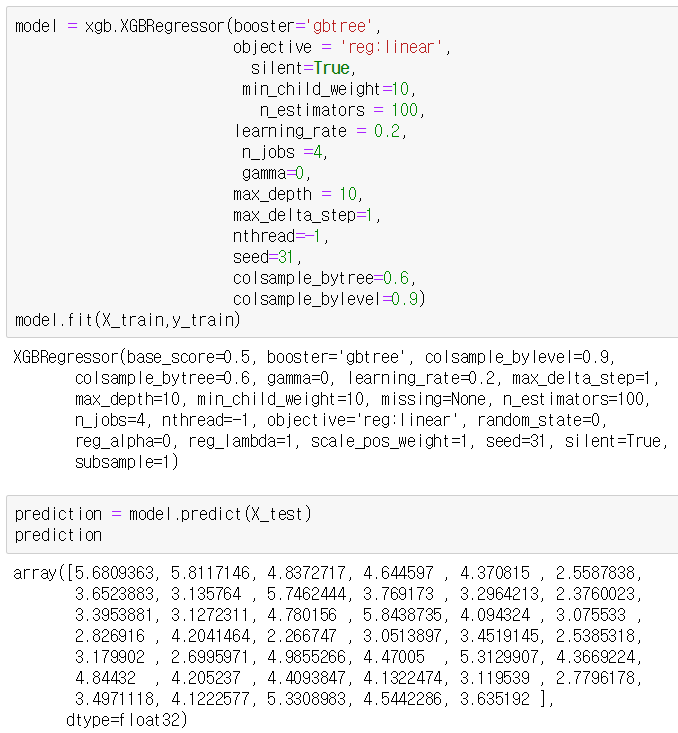 model = xgb.XGBRegressor(booster='gbtree',
objective = 'reg:linear',
silent=True,
min_child_weight=10,
n_estimators = 100,
learning_rate = 0.2,
n_jobs =4,
gamma=0,
max_depth = 10,
max_delta_step=1,
nthread=-1,
seed=31,
colsample_bytree=0.6,
colsample_bylevel=0.9)
model.fit(X_train,y_train)
XGBRegressor(base_score=0.5, booster='gbtree', colsample_bylevel=0.9,
colsample_bytree=0.6, gamma=0, learning_rate=0.2, max_delta_step=1,
max_depth=10, min_child_weight=10, missing=None, n_estimators=100,
n_jobs=4, nthread=-1, objective='reg:linear', random_state=0,
reg_alpha=0, reg_lambda=1, scale_pos_weight=1, seed=31, silent=True,
subsample=1)
prediction = model.predict(X_test)
prediction
array([5.6809363, 5.8117146, 4.8372717, 4.644597 , 4.370815 , 2.5587838,
3.6523883, 3.135764 , 5.7462444, 3.769173 , 3.2964213, 2.3760023,
3.3953881, 3.1272311, 4.780156 , 5.8438735, 4.094324 , 3.075533 ,
2.826916 , 4.2041464, 2.266747 , 3.0513897, 3.4519145, 2.5385318,
3.179902 , 2.6995971, 4.9855266, 4.47005  , 5.3129907, 4.3669224,
4.84432  , 4.205237 , 4.4093847, 4.1322474, 3.119539 , 2.7796178,
3.4971118, 4.1222577, 5.3308983, 4.5442286, 3.635192 ],
dtype=float32)